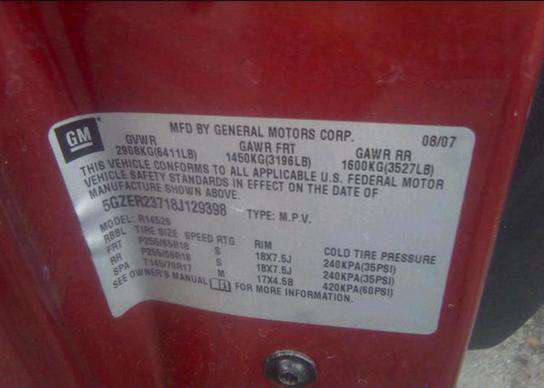 GM
MFD BY GENERAL MOTORS CORP. 08/07
GVWR GAWR FRT GAWR RR
2908KG(6411LB) 1450KG(3196LB) 1600KG(3527LB)
THIS VEHICLE CONFORMS TO ALL APPLICABLE U.S. FEDERAL MOTOR
VEHICLE SAFETY STANDARDS IN EFFECT ON THE DATE OF
MANUFACTURE SHOWN ABOVE.
5GZER23718J129398 TYPE: M.P.V.
MODEL: R14526
RBBL TIRE SIZE SPEED RTG RIM COLD TIRE PRESSURE
FRT P255/65R18 S 18X7.5J 240KPA(35PSI)
RR P255/65R18 S 18X7.5J 240KPA(35PSI)
SPA T145/70R17 M 17X4.5B 420KPA(60PSI)
SEE OWNER'S MANUAL FOR MORE INFORMATION.